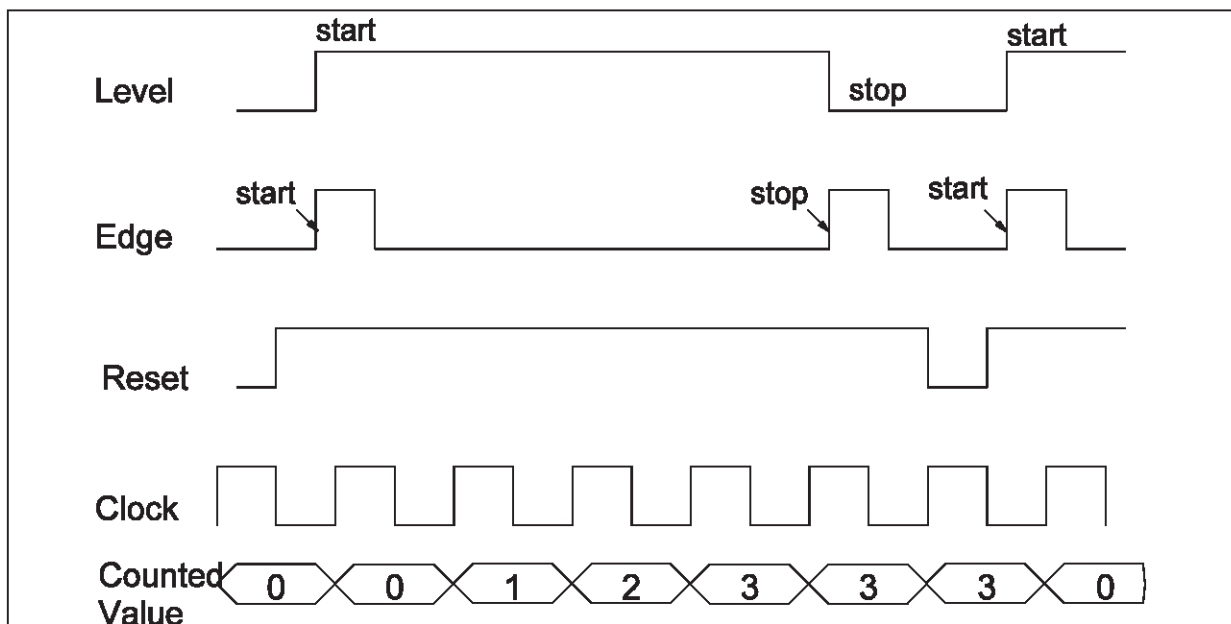 start
start
Level
stop
start
stop
start
Edge
Reset
Clock
Counted
Value
0 0 1 2 3 3 3 0